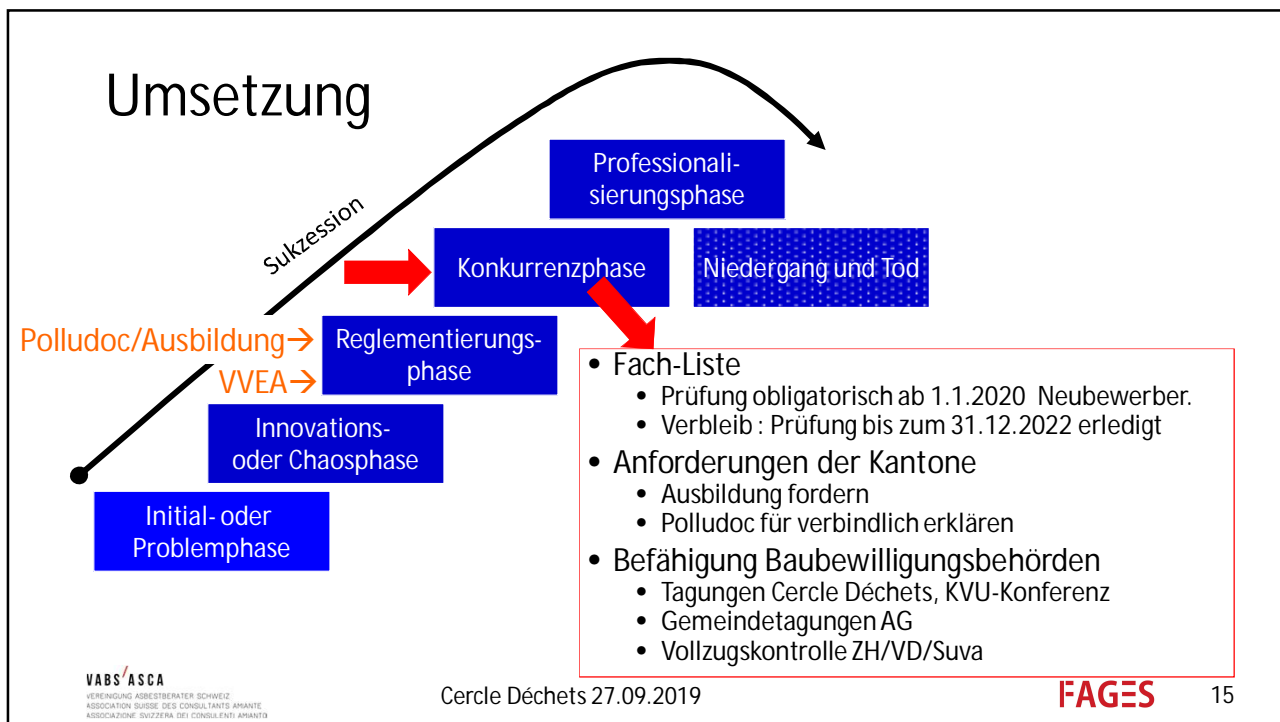 Umsetzung
Sukzession
Professionali-
sierungsphase
Konkurrenzphase
Niedergang und Tod
Polludoc/Ausbildung→
VVEA→
Reglementierungs-
phase
Innovations-
oder Chaosphase
Initial- oder
Problemphase
• Fach-Liste
• Prüfung obligatorisch ab 1.1.2020 Neubewerber.
• Verbleib : Prüfung bis zum 31.12.2022 erledigt
• Anforderungen der Kantone
• Ausbildung fordern
• Polludoc für verbindlich erklären
• Befähigung Baubewilligungsbehörden
• Tagungen Cercle Déchets, KVU-Konferenz
• Gemeindetagungen AG
• Vollzugskontrolle ZH/VD/Suva
VABS/ASCA
VEREINIGUNG ASBESTBERATER SCHWEIZ
ASSOCIATION SUISSE DES CONSULTANTS AMIANTE
ASSOCIAZIONE SVIZZERA DEI CONSULENTI AMIANTO
Cercle Déchets 27.09.2019
FAGES
15